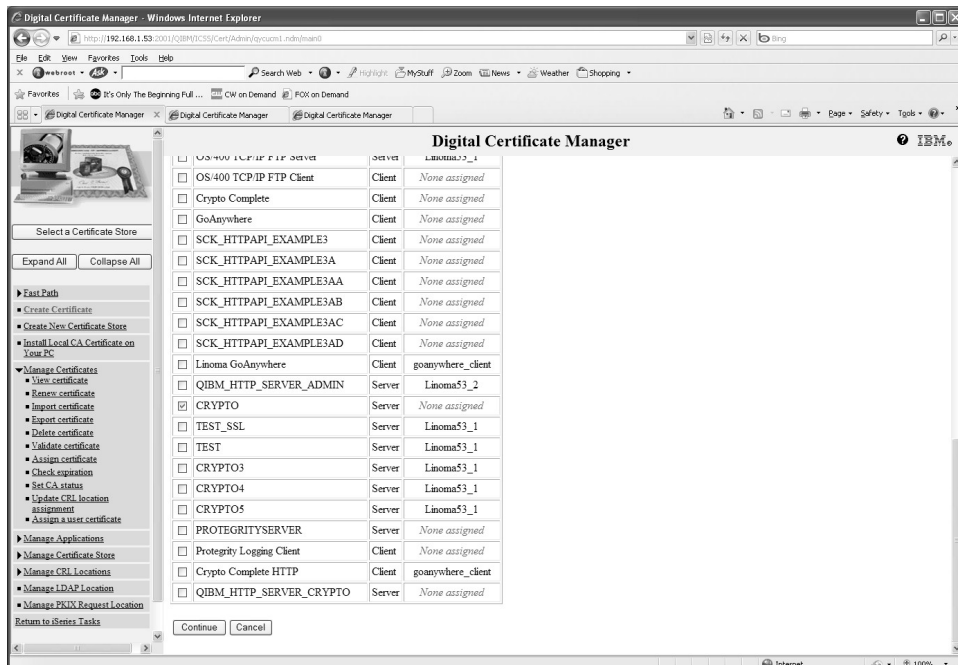 Digital Certificate Manager - Windows Internet Explorer
http://192.168.1.53:2001/QIBM/ICSS/Cert/Admin/qycucm1.ndm/main0
Bing
File Edit View Favorites Tools Help
webroot Ask Search Web Highlight MyStuff Zoom News Weather Shopping
Favorites It's Only The Beginning Full ... CW on Demand FOX on Demand
Digital Certificate Manager Digital Certificate Manager Digital Certificate Manager Page Safety Tools
Digital Certificate Manager
IBM®
Select a Certificate Store
Expand All Collapse All
Fast Path
Create Certificate
Create New Certificate Store
Install Local CA Certificate on
Your PC
Manage Certificates
View certificate
Renew certificate
Import certificate
Export certificate
Delete certificate
Validate certificate
Assign certificate
Check expiration
Set CA status
Update CRL location
assignment
Assign a user certificate
Manage Applications
Manage Certificate Store
Manage CRL Locations
Manage LDAP Location
Manage PKIX Request Location
Return to iSeries Tasks
OS/400 TCP/IP FTP Server Server Linoma53_1
OS/400 TCP/IP FTP Client Client None assigned
Crypto Complete Client None assigned
GoAnywhere Client None assigned
SCK_HTTPAPI_EXAMPLE3 Client None assigned
SCK_HTTPAPI_EXAMPLE3A Client None assigned
SCK_HTTPAPI_EXAMPLE3AA Client None assigned
SCK_HTTPAPI_EXAMPLE3AB Client None assigned
SCK_HTTPAPI_EXAMPLE3AC Client None assigned
SCK_HTTPAPI_EXAMPLE3AD Client None assigned
Linoma GoAnywhere Client goanywhere_client
QIBM_HTTP_SERVER_ADMIN Server Linoma53_2
CRYPTO Server None assigned
TEST_SSL Server Linoma53_1
TEST Server Linoma53_1
CRYPTO3 Server Linoma53_1
CRYPTO4 Server Linoma53_1
CRYPTO5 Server Linoma53_1
PROTEGRITYSERVER Server None assigned
Protegrity Logging Client Client None assigned
Crypto Complete HTTP Client goanywhere_client
QIBM_HTTP_SERVER_CRYPTO Server None assigned
Continue Cancel
Internet 100%